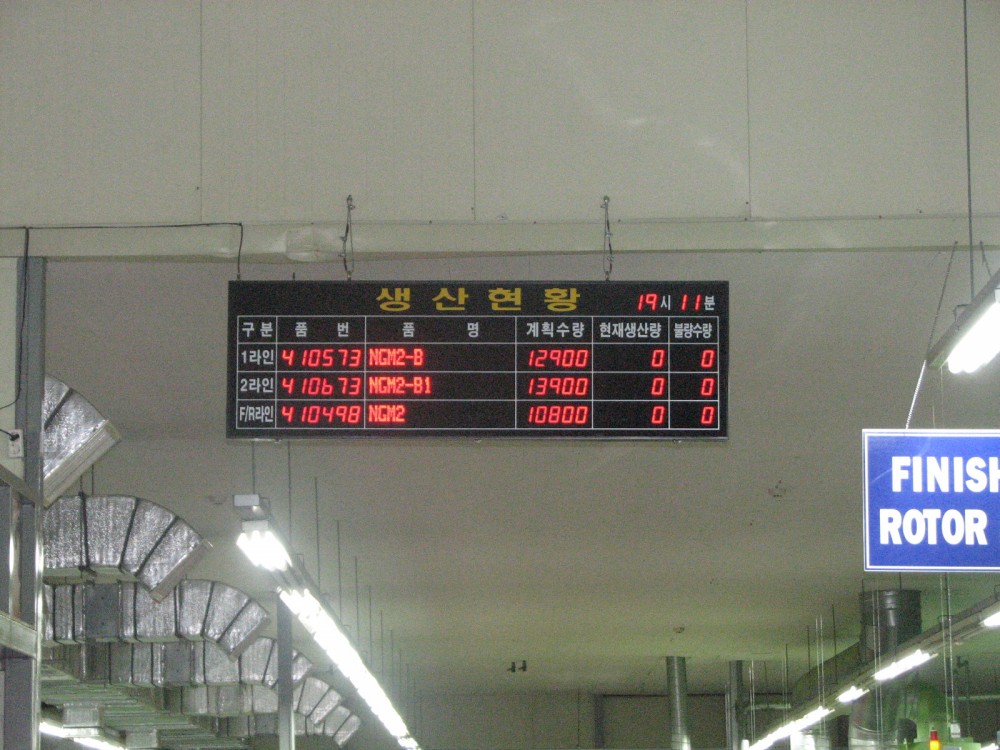 생산현황 19시 11분
구분 품번 품명 계획수량 현재생산량 불량수량
1라인 410573 NGM2-B 12900 0 0
2라인 410673 NGM2-B1 13900 0 0
F/R라인 410498 NGM2 10800 0 0
FINISH
ROTOR